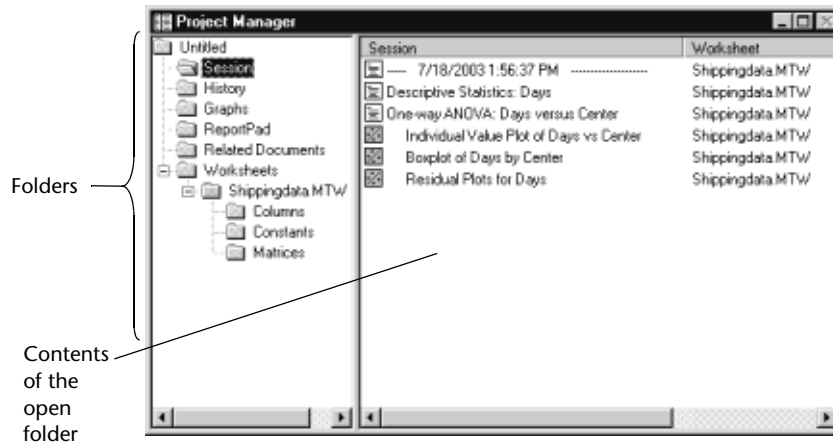 Project Manager
Untitled
Session
History
Graphs
ReportPad
Related Documents
Worksheets
Shippingdata.MTW
Columns
Constants
Matrices
Session Worksheet
----- 7/18/2003 1:56:37 PM -------------------- Shippingdata.MTW
Descriptive Statistics: Days Shippingdata.MTW
One-way ANOVA: Days versus Center Shippingdata.MTW
Individual Value Plot of Days vs Center Shippingdata.MTW
Boxplot of Days by Center Shippingdata.MTW
Residual Plots for Days Shippingdata.MTW
Folders
Contents
of the
open
folder